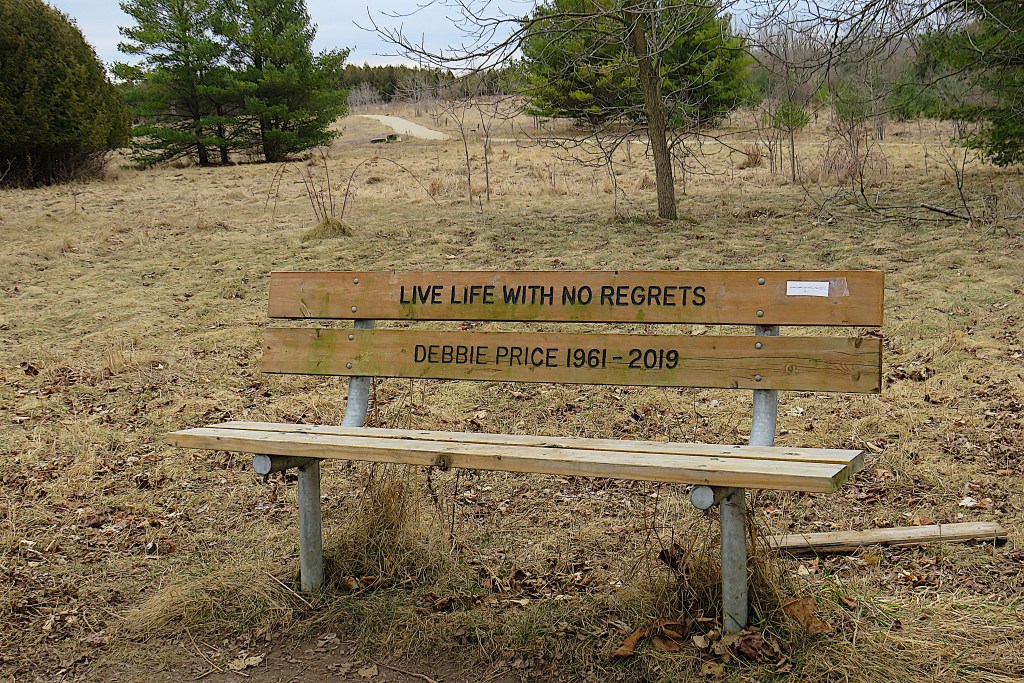 LIVE LIFE WITH NO REGRETS
DEBBIE PRICE 1961 - 2019